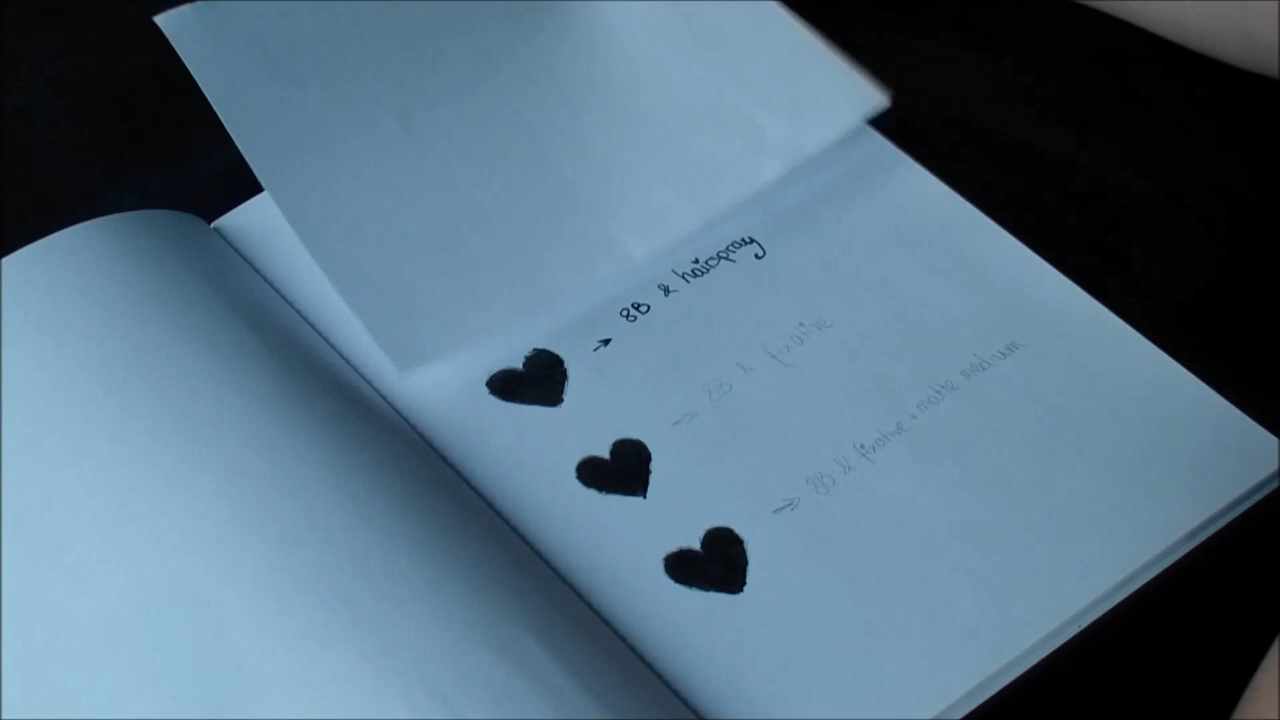 → 8B & hairspray
→ 8B & fixative
→ 8B & fixative + matte medium